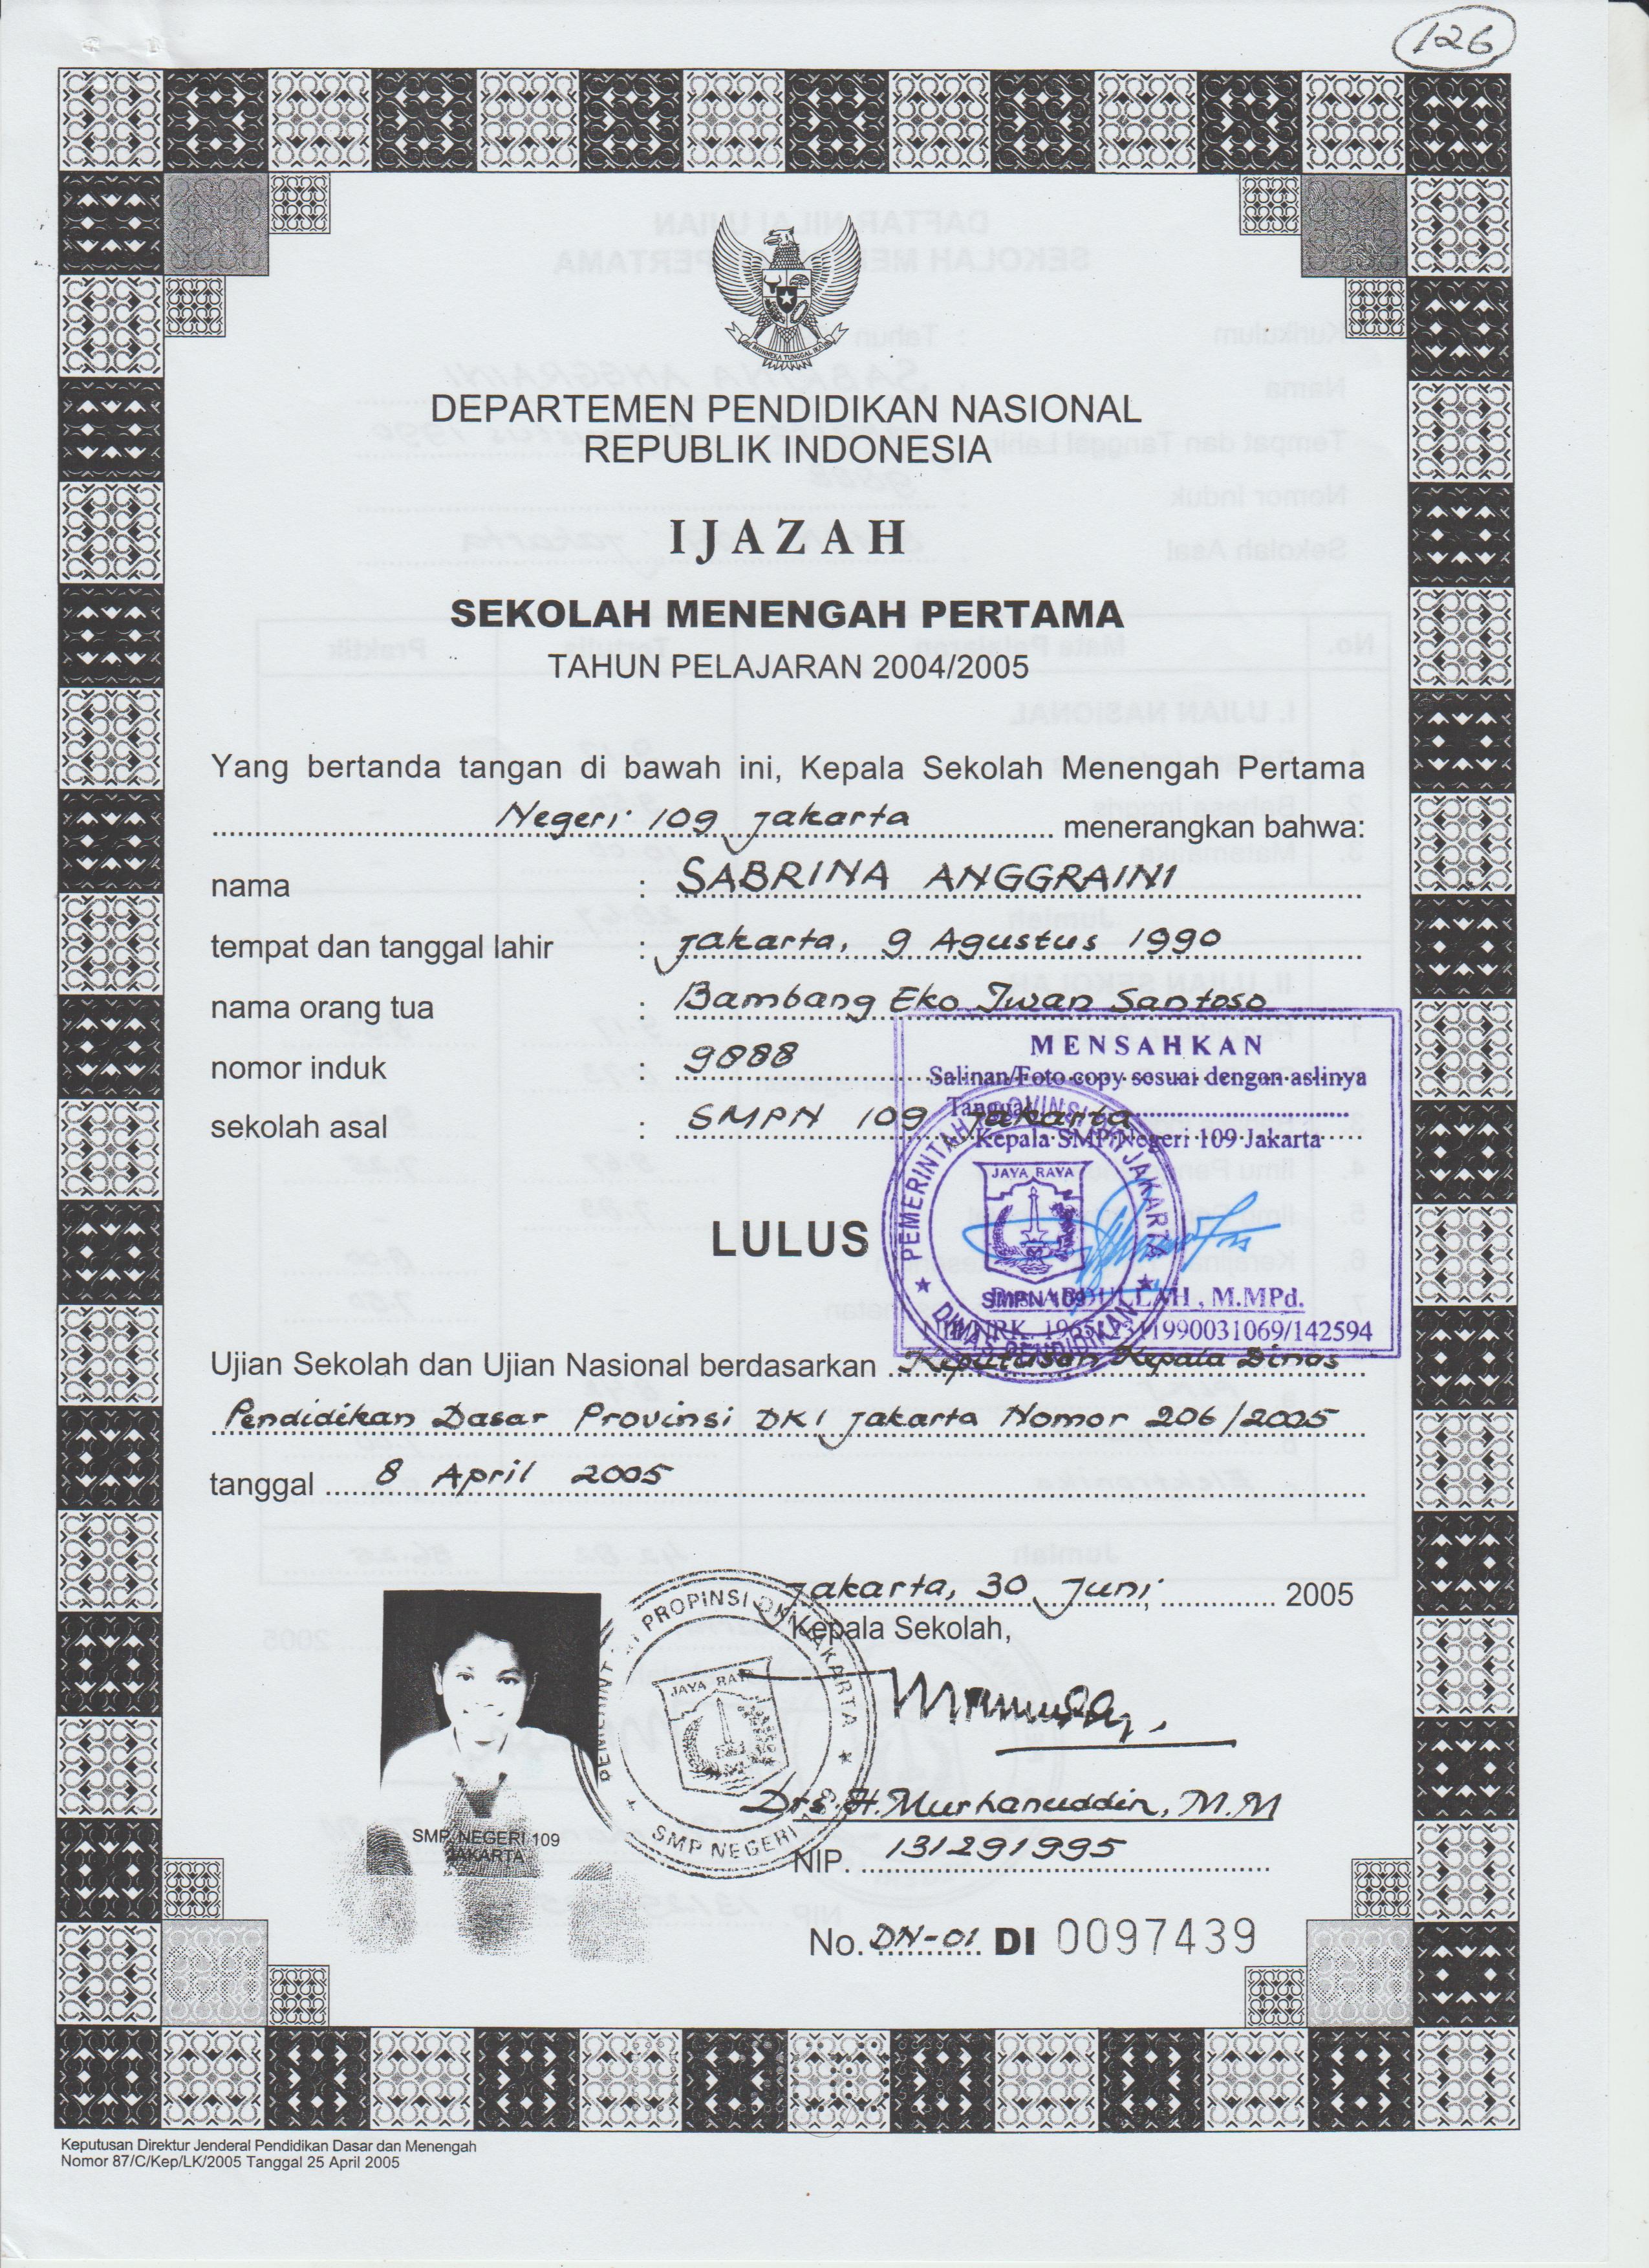 126
BHINNEKA TUNGGAL IKA
DEPARTEMEN PENDIDIKAN NASIONAL
REPUBLIK INDONESIA
IJAZAH
SEKOLAH MENENGAH PERTAMA
TAHUN PELAJARAN 2004/2005
Yang bertanda tangan di bawah ini, Kepala Sekolah Menengah Pertama
Negeri 109 Jakarta menerangkan bahwa:
nama : SABRINA ANGGRAINI
tempat dan tanggal lahir : Jakarta, 9 Agustus 1990
nama orang tua : Bambang Eko Iwan Santoso
nomor induk : 9888
sekolah asal : SMPN 109 Jakarta
MENSAHKAN
Salinan/Foto copy sesuai dengan aslinya
Tanggal
Kepala SMP Negeri 109 Jakarta
PEMERINTAH PROVINSI DKI JAKARTA
JAYA RAYA
SMPN 109
DINAS PENDIDIKAN
ABDULLAH, M.MPd.
NIP/NRK. 1990031069/142594
LULUS
Ujian Sekolah dan Ujian Nasional berdasarkan Keputusan Kepala Dinas
Pendidikan Dasar Provinsi DKI Jakarta Nomor 206/2005
tanggal 8 April 2005
Jakarta, 30 Juni, 2005
Kepala Sekolah,
PROPINSI DKI JAKARTA
JAYA RAYA
SMP NEGERI
Drs. H. Murhanuddin, M.M
NIP. 131291995
SMP NEGERI 109
JAKARTA
No. DN-01 DI 0097439
Keputusan Direktur Jenderal Pendidikan Dasar dan Menengah
Nomor 87/C/Kep/LK/2005 Tanggal 25 April 2005